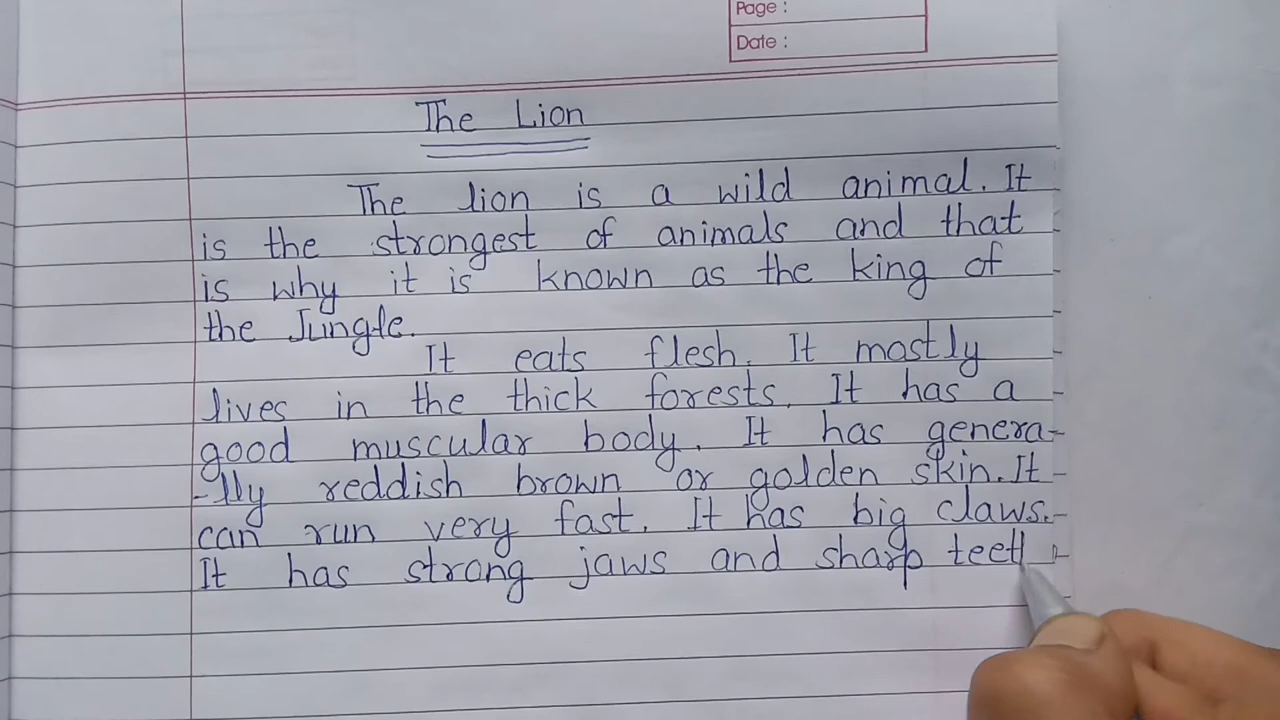 Page :
Date :
The Lion
The lion is a wild animal. It
is the strongest of animals and that
is why it is known as the king of
the Jungle.
It eats flesh. It mostly
lives in the thick forests. It has a
good muscular body. It has genera-
-lly reddish brown or golden skin. It
can run very fast. It has big claws.
It has strong jaws and sharp teet